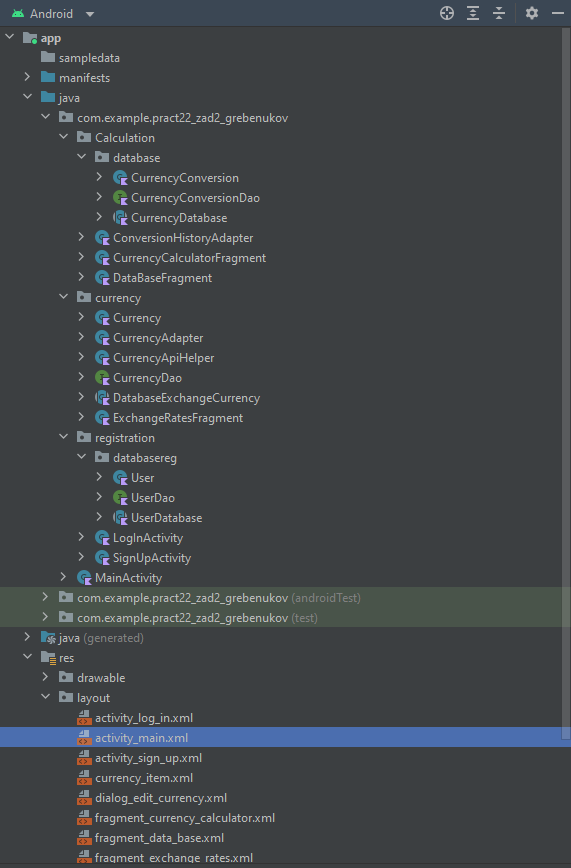 Android
app
sampledata
manifests
java
com.example.pract22_zad2_grebenukov
Calculation
database
CurrencyConversion
CurrencyConversionDao
CurrencyDatabase
ConversionHistoryAdapter
CurrencyCalculatorFragment
DataBaseFragment
currency
Currency
CurrencyAdapter
CurrencyApiHelper
CurrencyDao
DatabaseExchangeCurrency
ExchangeRatesFragment
registration
databasereg
User
UserDao
UserDatabase
LogInActivity
SignUpActivity
MainActivity
com.example.pract22_zad2_grebenukov (androidTest)
com.example.pract22_zad2_grebenukov (test)
java (generated)
res
drawable
layout
activity_log_in.xml
activity_main.xml
activity_sign_up.xml
currency_item.xml
dialog_edit_currency.xml
fragment_currency_calculator.xml
fragment_data_base.xml
fragment_exchange_rates.xml